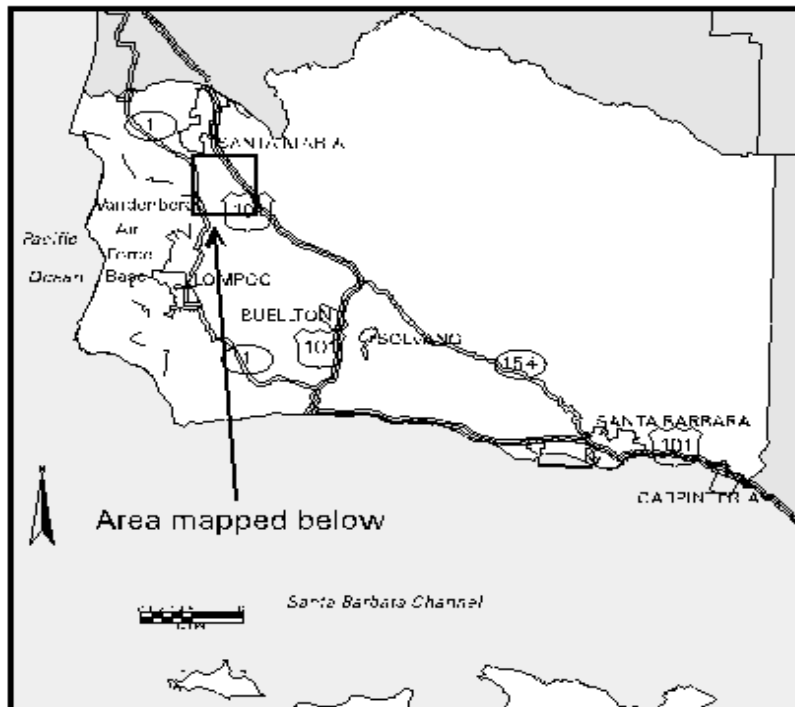 1
SANTA MARIA
Vandenberg
101
Air
Pacific
Force
Ocean
Base
LOMPOC
BUELLTON
101
SOLVANG
1
154
SANTA BARBARA
101
CARPINTERIA
Area mapped below
Santa Barbara Channel